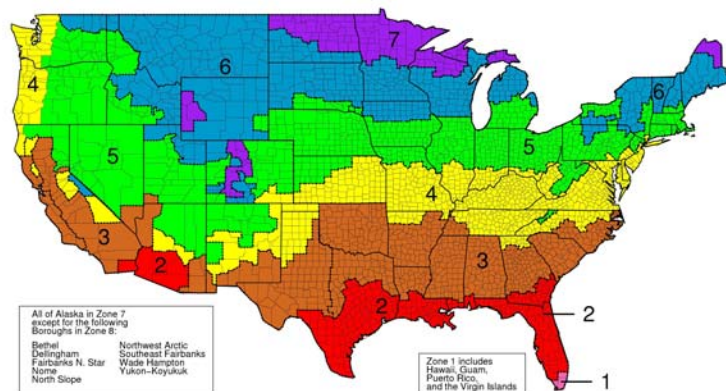 7
6
4
6
5
5
4
3
2
3
2
2
1
All of Alaska in Zone 7
except for the following
Boroughs in Zone 8:
Bethel Northwest Arctic
Dellingham Southeast Fairbanks
Fairbanks N. Star Wade Hampton
Nome Yukon-Koyukuk
North Slope
Zone 1 includes
Hawaii, Guam,
Puerto Rico,
and the Virgin Islands